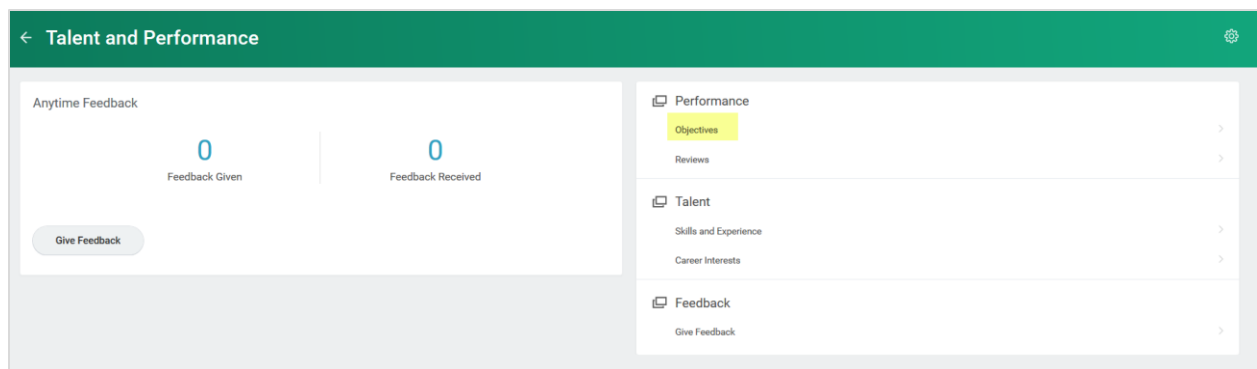 Talent and Performance
Anytime Feedback
0
Feedback Given
0
Feedback Received
Give Feedback
Performance
Objectives
Reviews
Talent
Skills and Experience
Career Interests
Feedback
Give Feedback